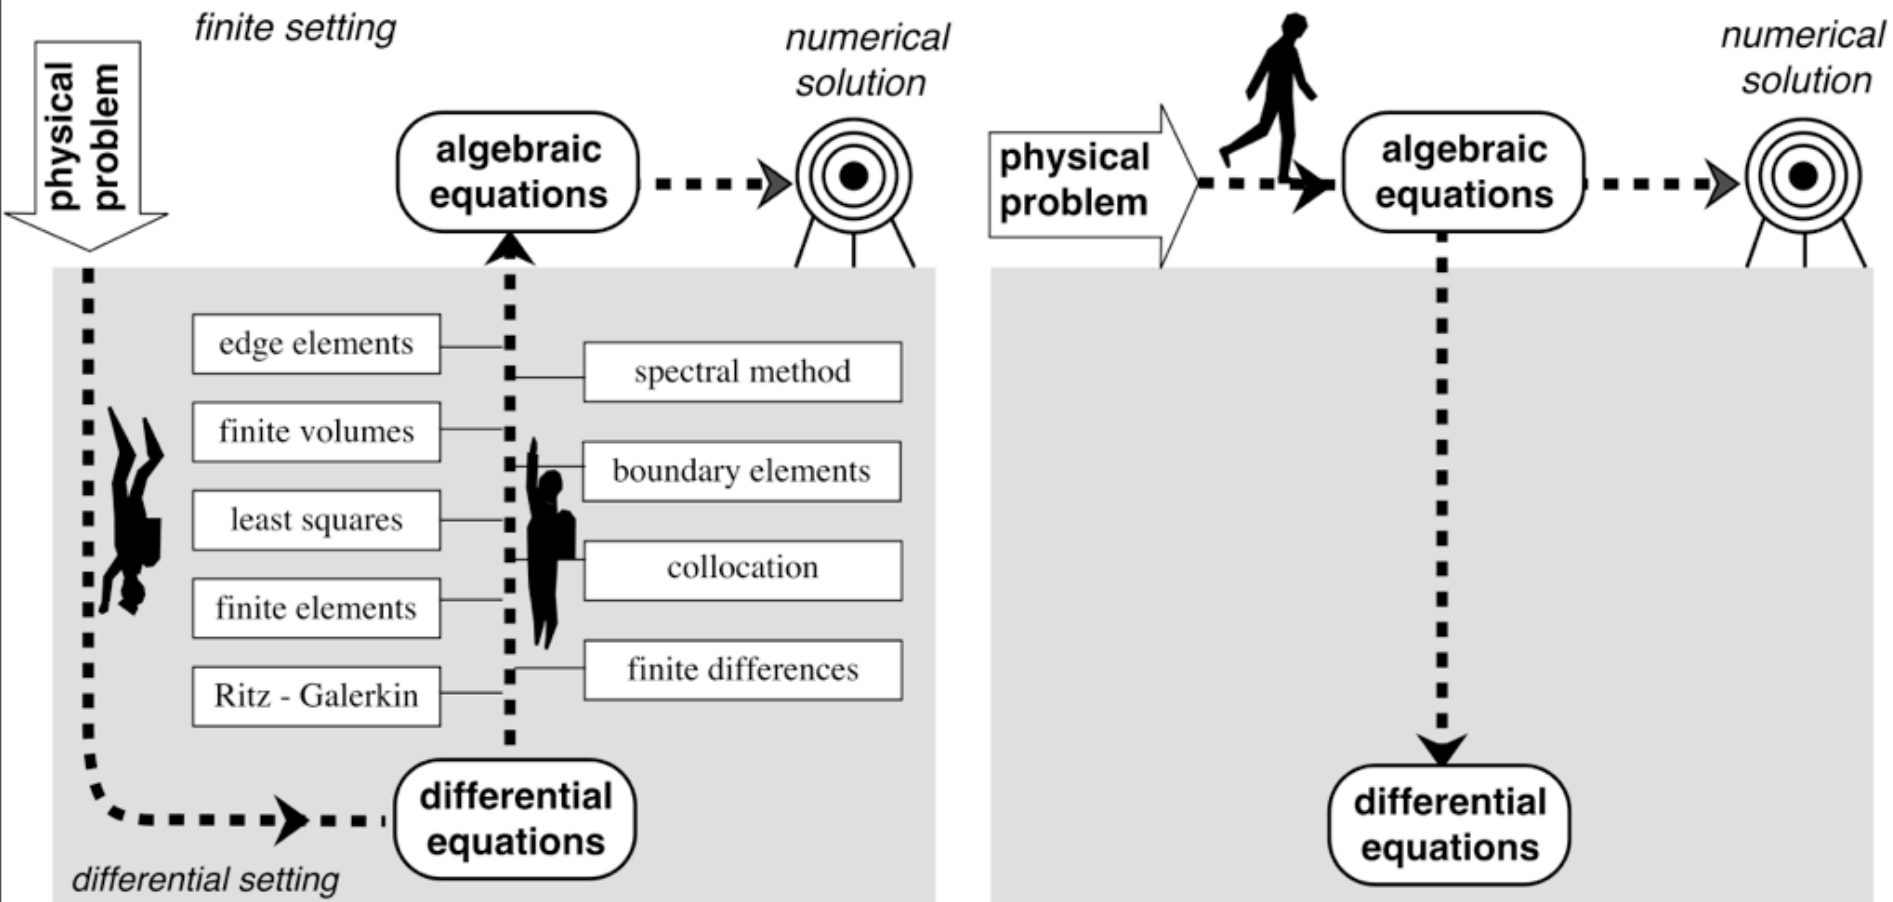 finite setting
physical
problem
numerical
solution
algebraic
equations
edge elements
spectral method
finite volumes
boundary elements
least squares
collocation
finite elements
finite differences
Ritz - Galerkin
differential
equations
differential setting
physical
problem
algebraic
equations
numerical
solution
differential
equations